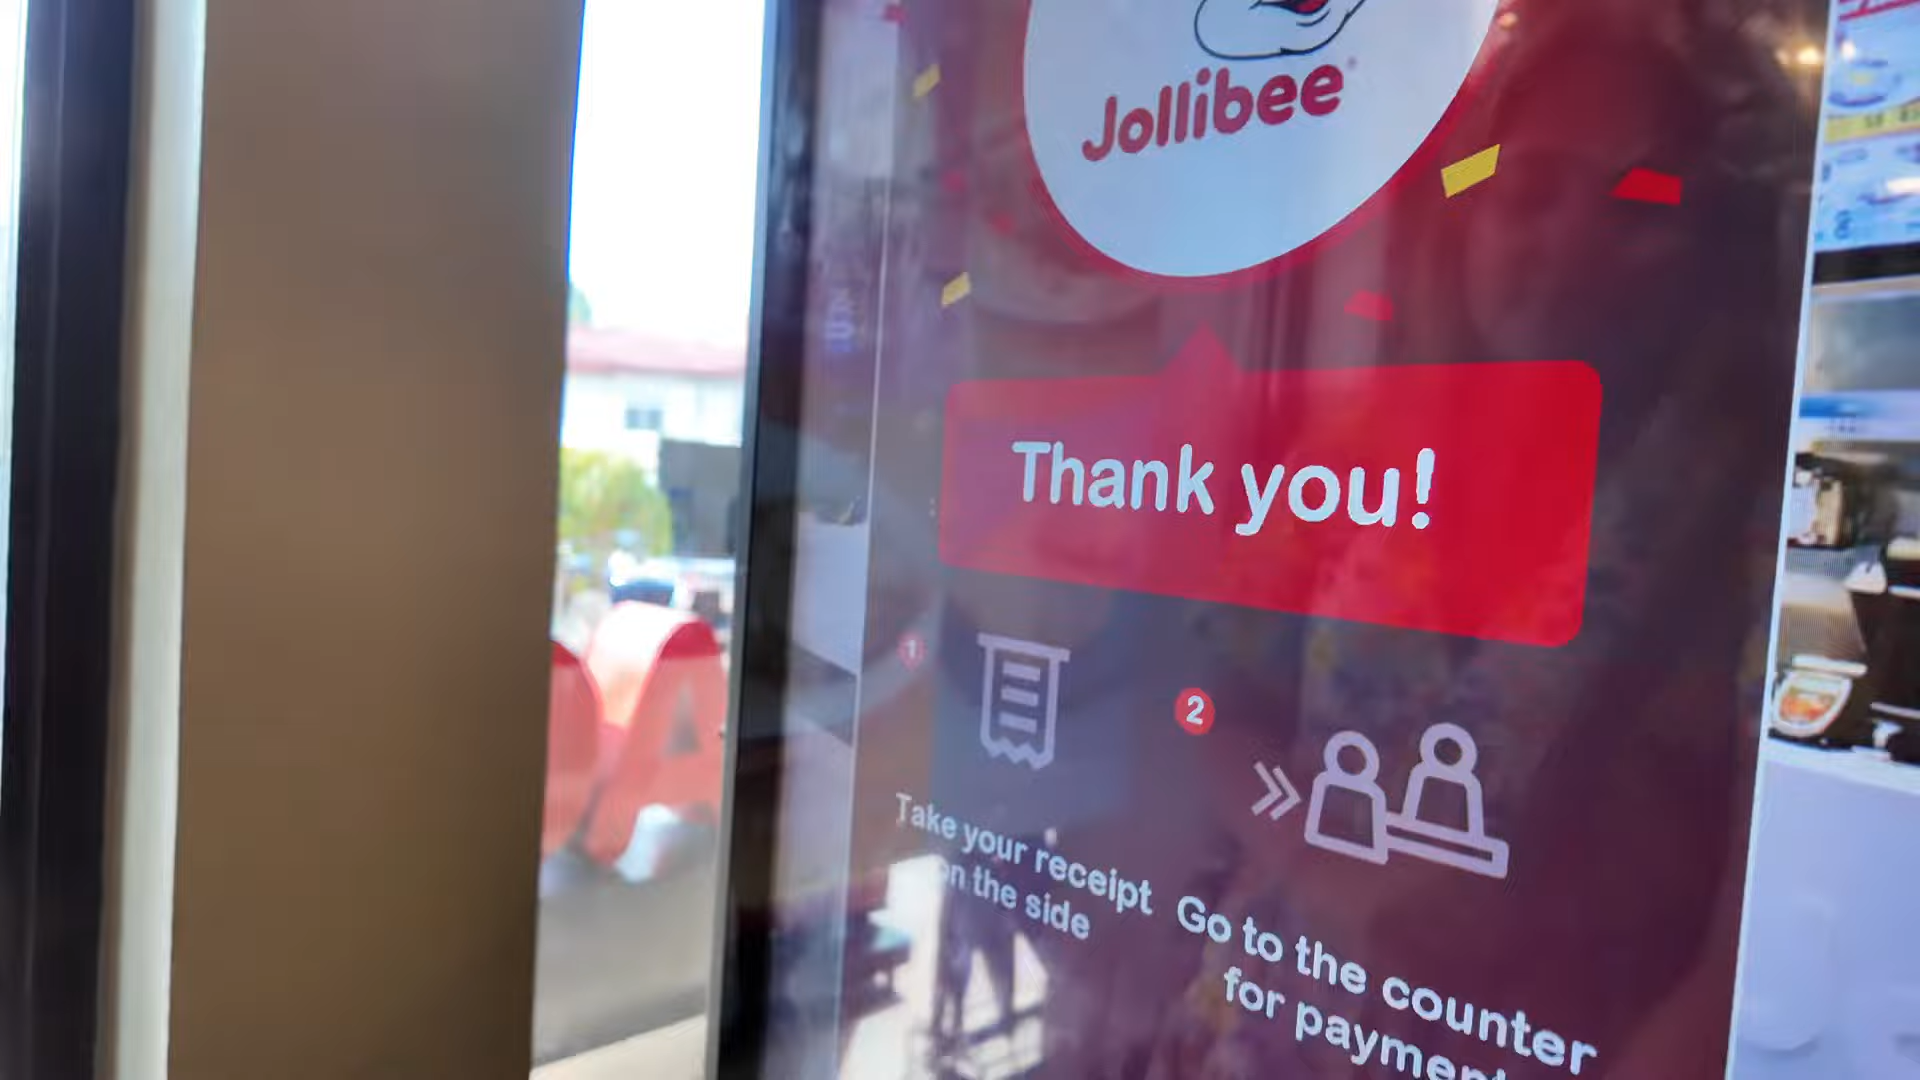 Jollibee
Thank you!
1
Take your receipt
on the side
2
Go to the counter
for payment